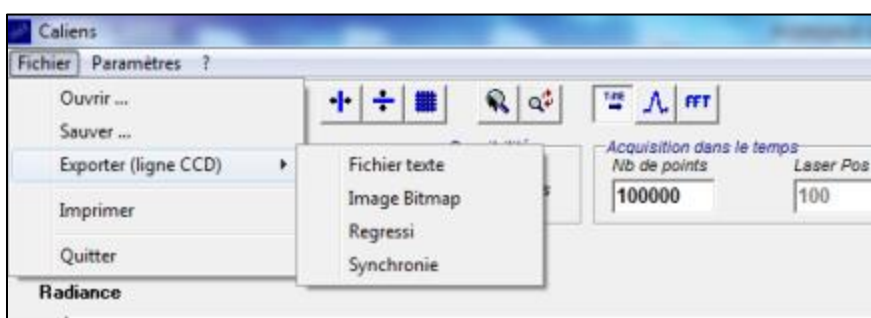 Caliens
Fichier Paramètres ?
Ouvrir ...
Sauver ...
Exporter (ligne CCD)
Imprimer
Quitter
Fichier texte
Image Bitmap
Regressi
Synchronie
TIME
FFT
Acquisition dans le temps
Nb de points Laser Pos
100000 100
Radiance